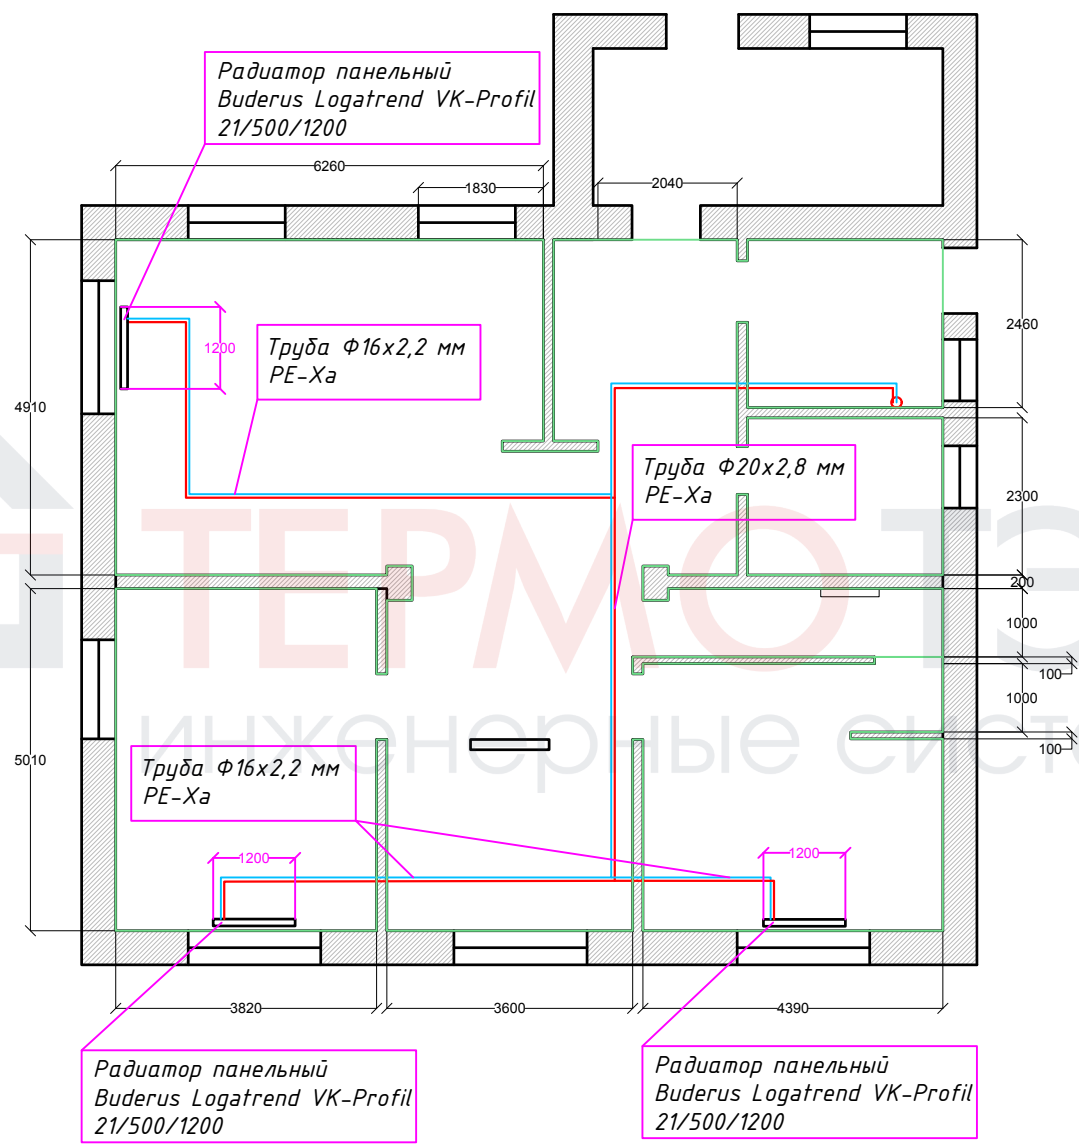 Радиатор панельный
Buderus Logatrend VK-Profil
21/500/1200
6260
1830
2040
2460
1200
Труба Ф16х2,2 мм
PE-Xa
4910
Труба Ф20х2,8 мм
PE-Xa
2300
ТЕРМОТЭ
200
1000
100
1000
инженерные систе
100
5010
Труба Ф16х2,2 мм
PE-Xa
1200
1200
3820
3600
4390
Радиатор панельный
Buderus Logatrend VK-Profil
21/500/1200
Радиатор панельный
Buderus Logatrend VK-Profil
21/500/1200